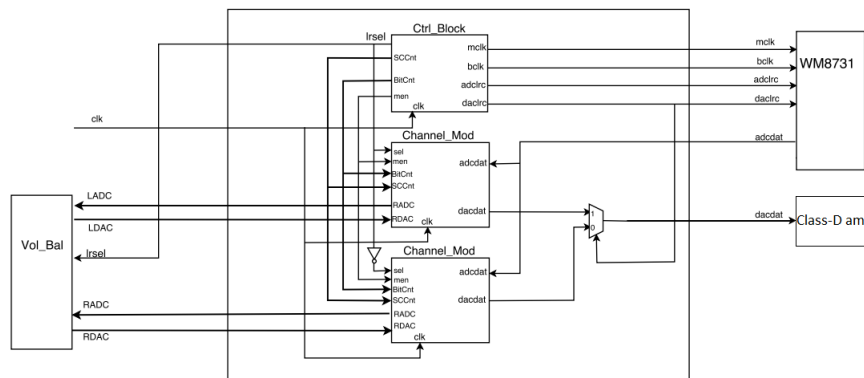 Ctrl_Block
lrsel
SCCnt
BitCnt
men
clk
mclk
bclk
adclrc
daclrc
mclk
bclk
adclrc
daclrc
adcdat
WM8731
clk
Channel_Mod
sel
men
BitCnt
SCCnt
RADC
RDAC
clk
adcdat
dacdat
LADC
LDAC
Vol_Bal
lrsel
RADC
RDAC
1
0
dacdat
Class-D am
Channel_Mod
sel
men
BitCnt
SCCnt
RADC
RDAC
clk
adcdat
dacdat